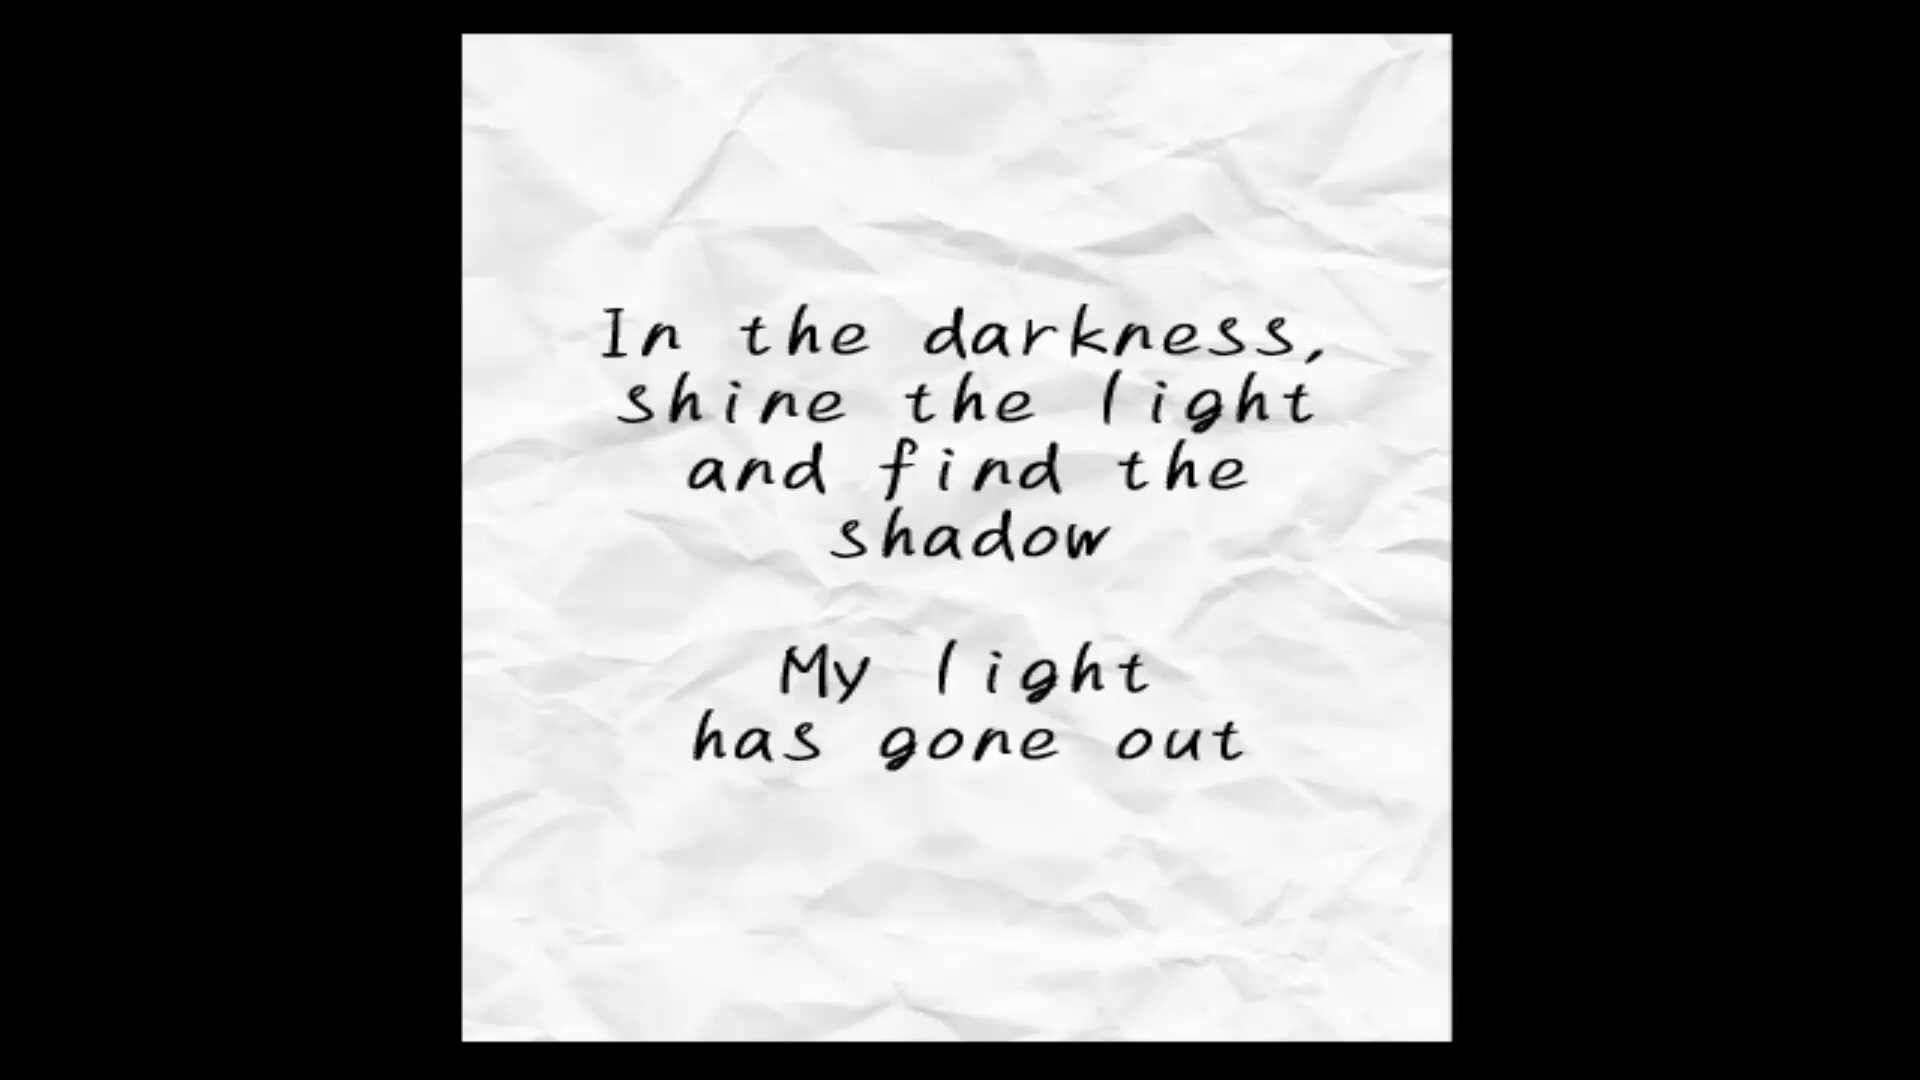 In the darkness,
shine the light
and find the
shadow
My light
has gone out